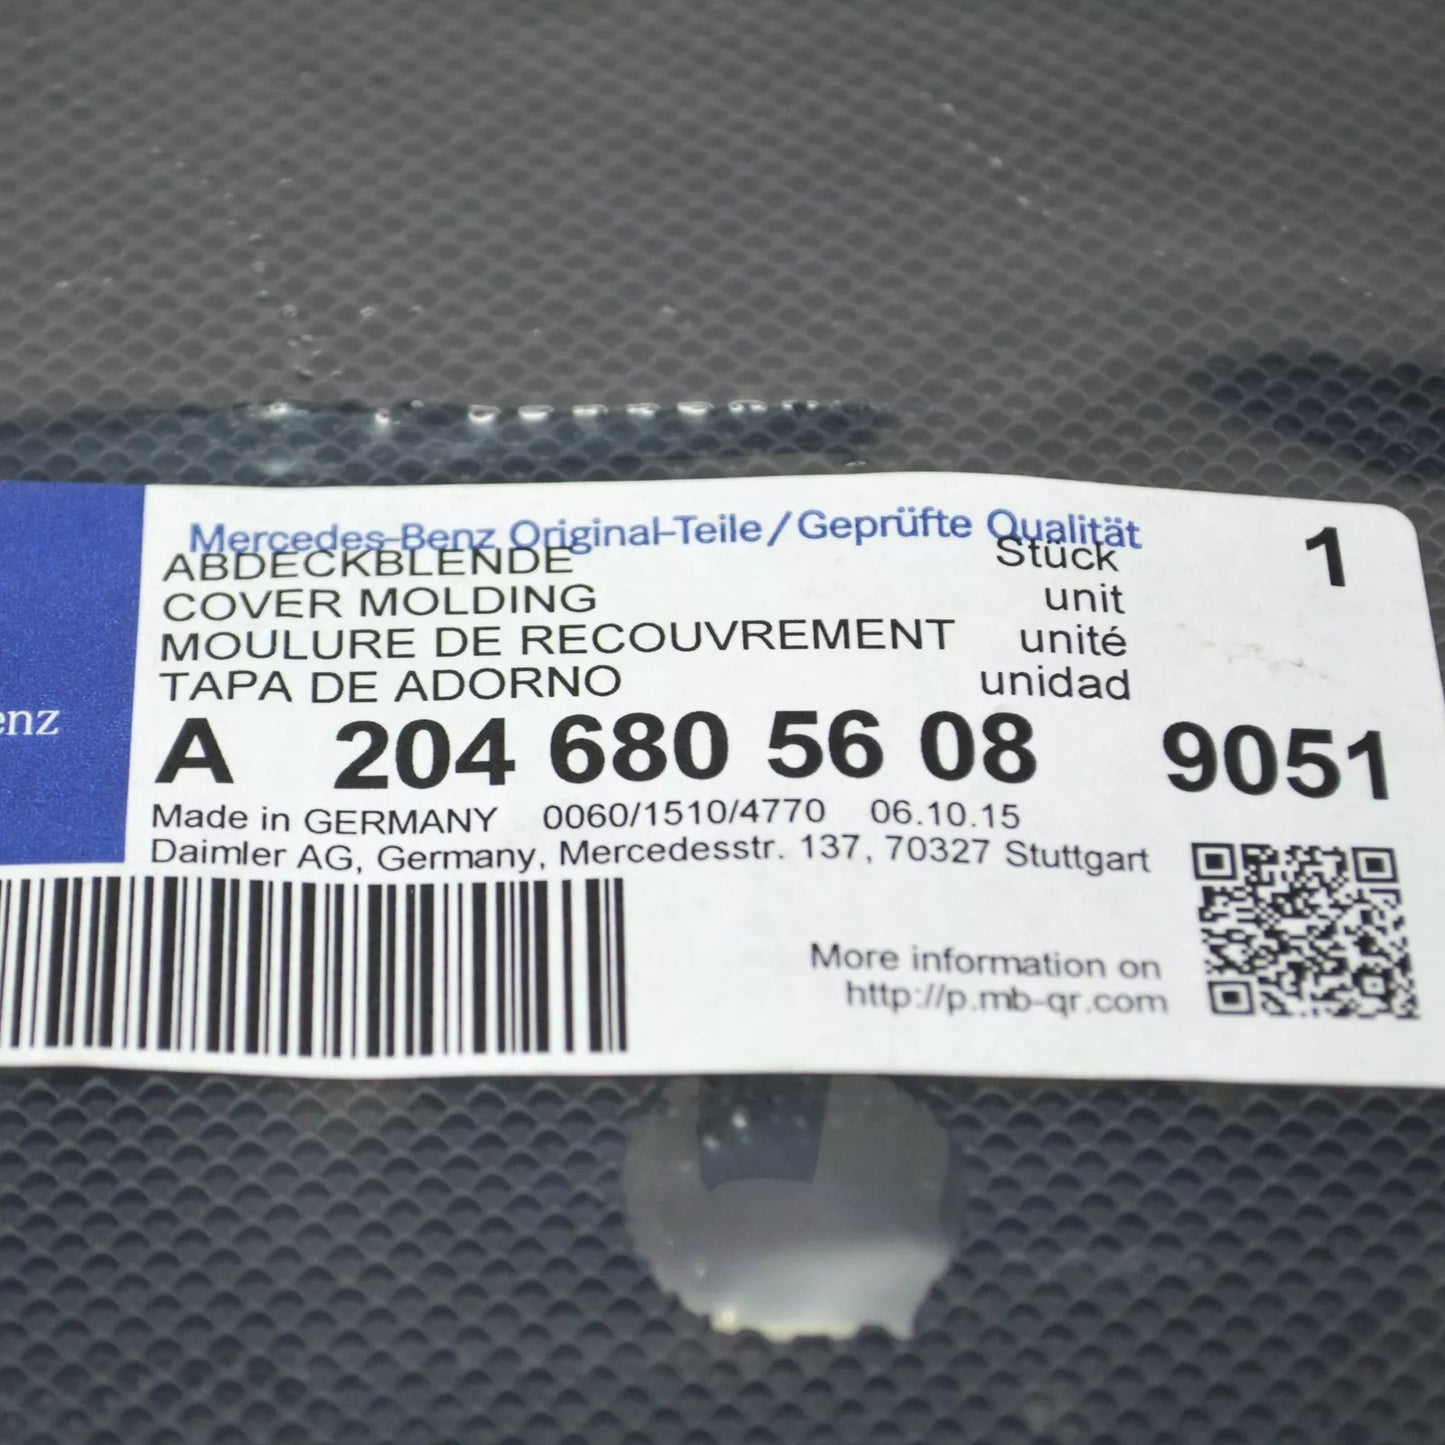 Mercedes-Benz Original-Teile/Geprüfte Qualität
ABDECKBLENDE Stück 1
COVER MOLDING unit
MOULURE DE RECOUVREMENT unité
TAPA DE ADORNO unidad
enz
A 204 680 56 08 9051
Made in GERMANY 0060/1510/4770 06.10.15
Daimler AG, Germany, Mercedesstr. 137, 70327 Stuttgart
More information on
http://p.mb-qr.com